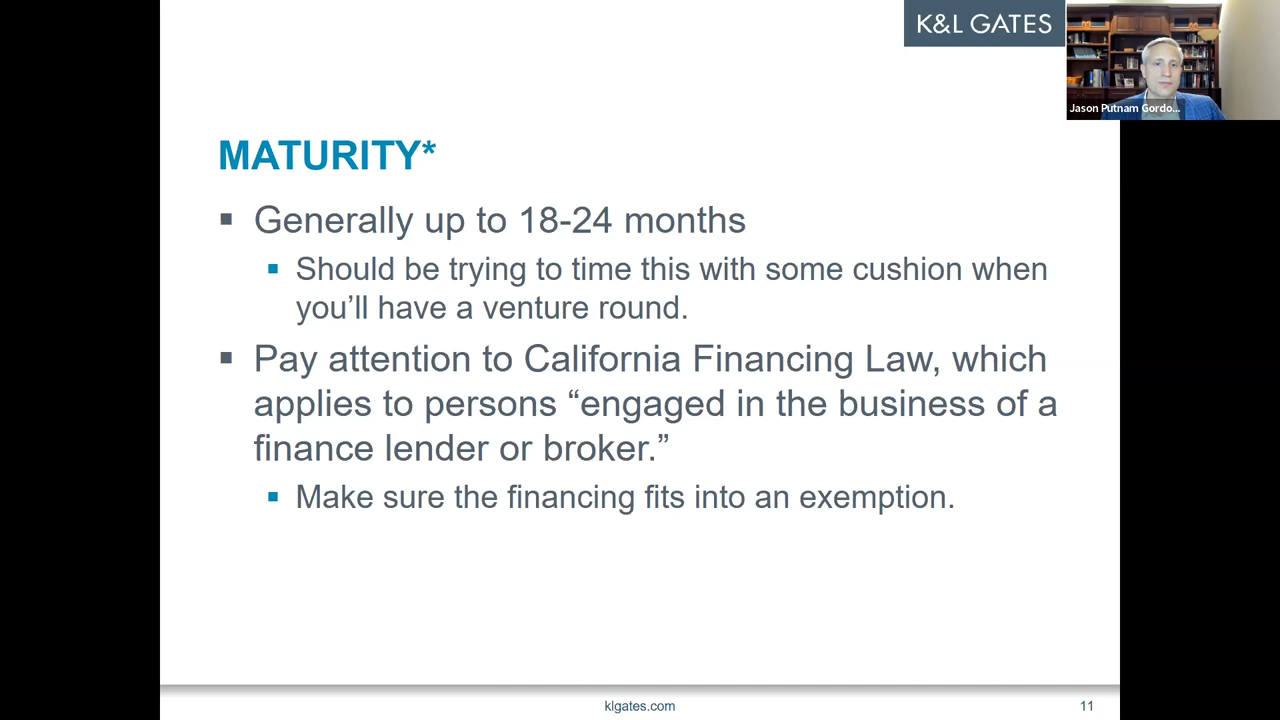 K&L GATES
Jason Putnam Gordo...
MATURITY*
▪ Generally up to 18-24 months
▪ Should be trying to time this with some cushion when
you’ll have a venture round.
▪ Pay attention to California Financing Law, which
applies to persons “engaged in the business of a
finance lender or broker.”
▪ Make sure the financing fits into an exemption.
klgates.com
11